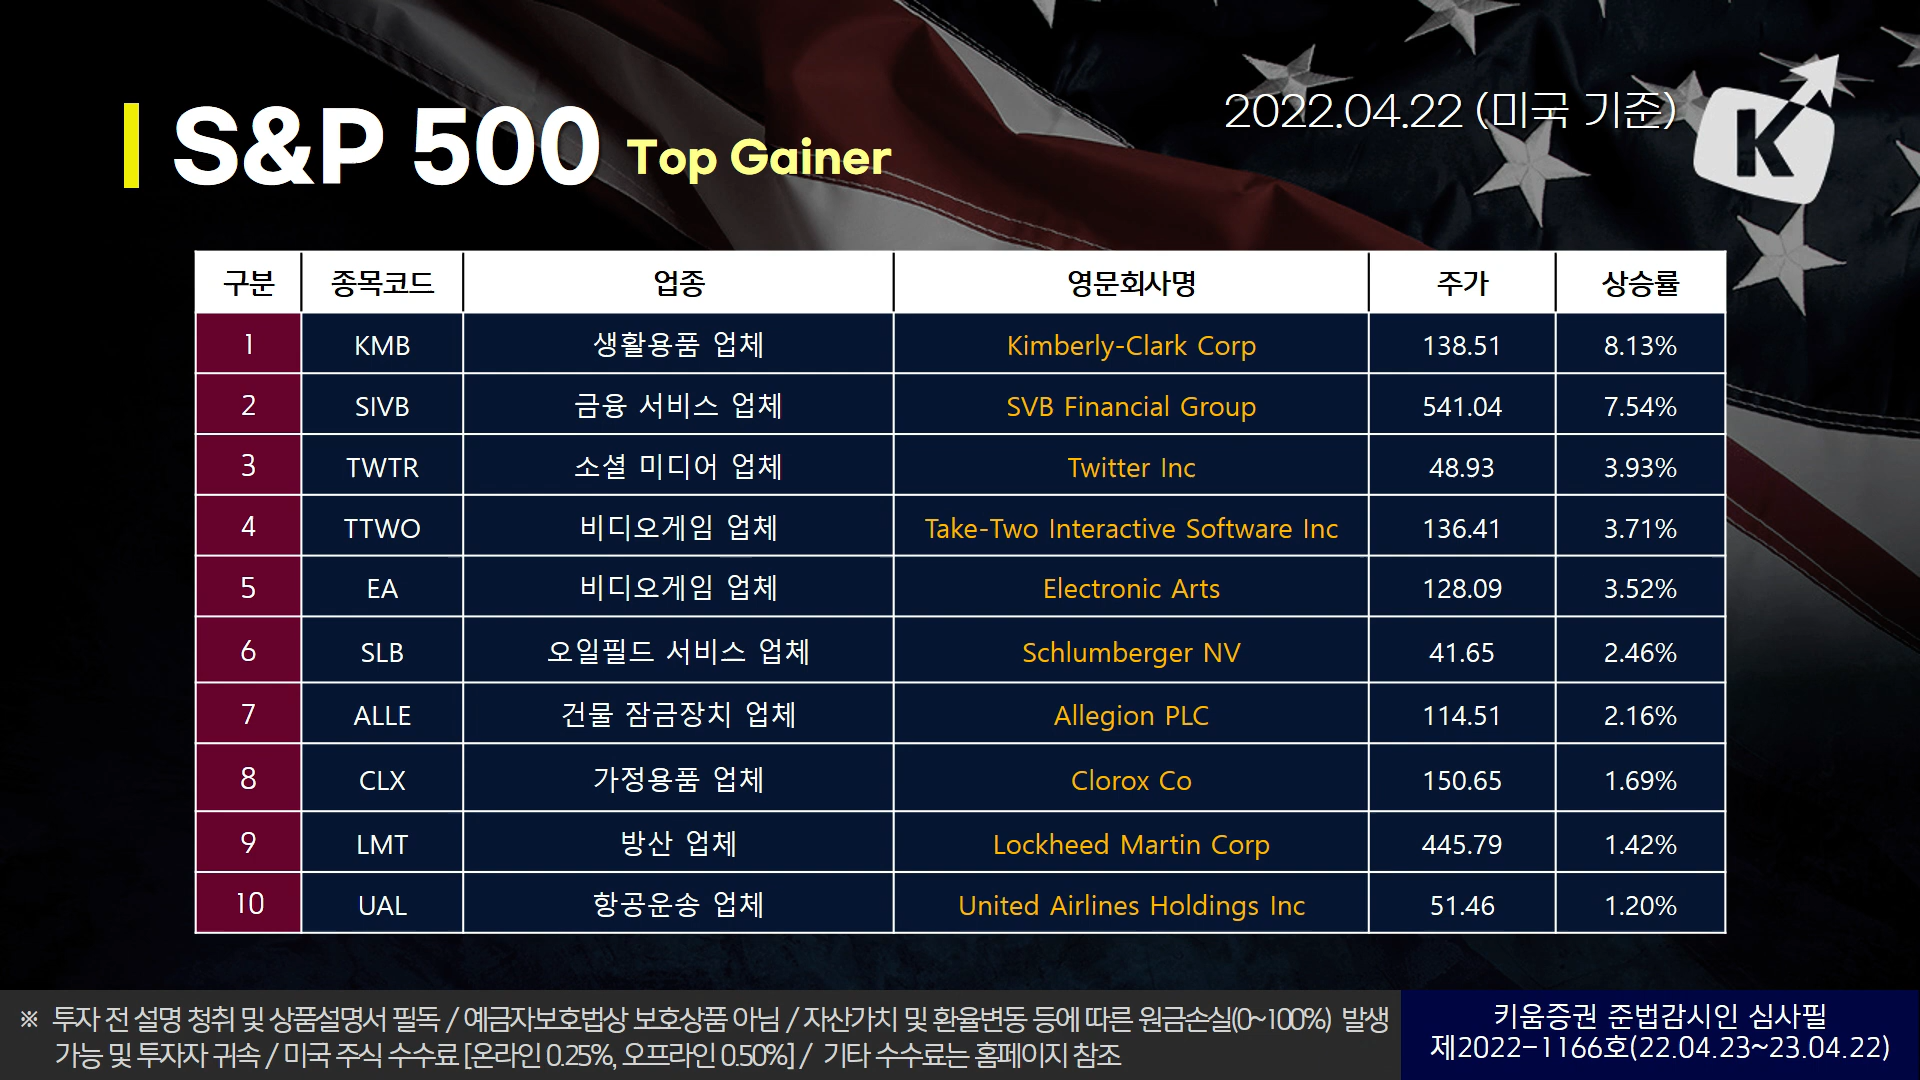 S&P 500 Top Gainer
2022.04.22 (미국 기준)
K
구분 종목코드 업종 영문회사명 주가 상승률
1 KMB 생활용품 업체 Kimberly-Clark Corp 138.51 8.13%
2 SIVB 금융 서비스 업체 SVB Financial Group 541.04 7.54%
3 TWTR 소셜 미디어 업체 Twitter Inc 48.93 3.93%
4 TTWO 비디오게임 업체 Take-Two Interactive Software Inc 136.41 3.71%
5 EA 비디오게임 업체 Electronic Arts 128.09 3.52%
6 SLB 오일필드 서비스 업체 Schlumberger NV 41.65 2.46%
7 ALLE 건물 잠금장치 업체 Allegion PLC 114.51 2.16%
8 CLX 가정용품 업체 Clorox Co 150.65 1.69%
9 LMT 방산 업체 Lockheed Martin Corp 445.79 1.42%
10 UAL 항공운송 업체 United Airlines Holdings Inc 51.46 1.20%
※ 투자 전 설명 청취 및 상품설명서 필독 / 예금자보호법상 보호상품 아님 / 자산가치 및 환율변동 등에 따른 원금손실(0~100%) 발생
가능 및 투자자 귀속 / 미국 주식 수수료 [온라인 0.25%, 오프라인 0.50%] / 기타 수수료는 홈페이지 참조
키움증권 준법감시인 심사필
제2022-1166호(22.04.23~23.04.22)